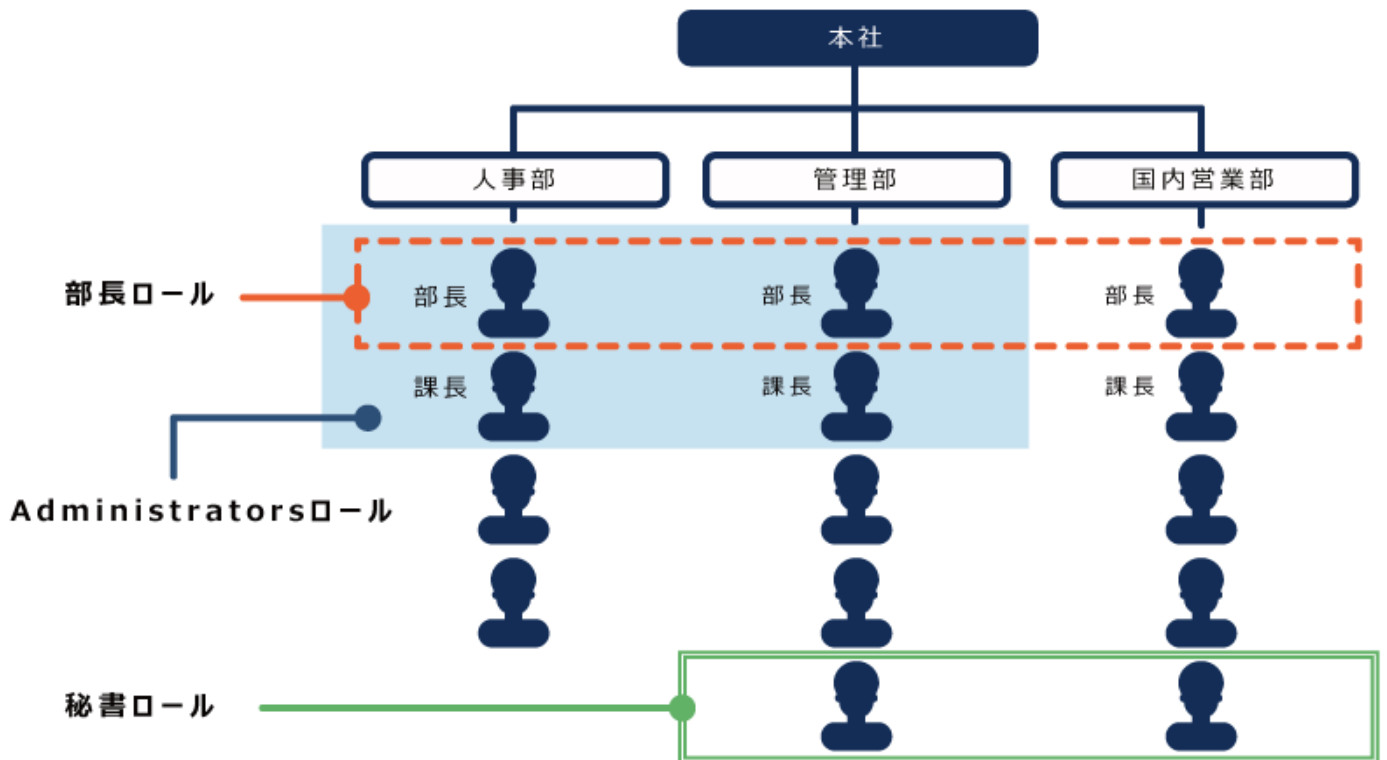 本社
人事部
管理部
国内営業部
部長ロール
部長
部長
部長
課長
課長
課長
Administratorsロール
秘書ロール